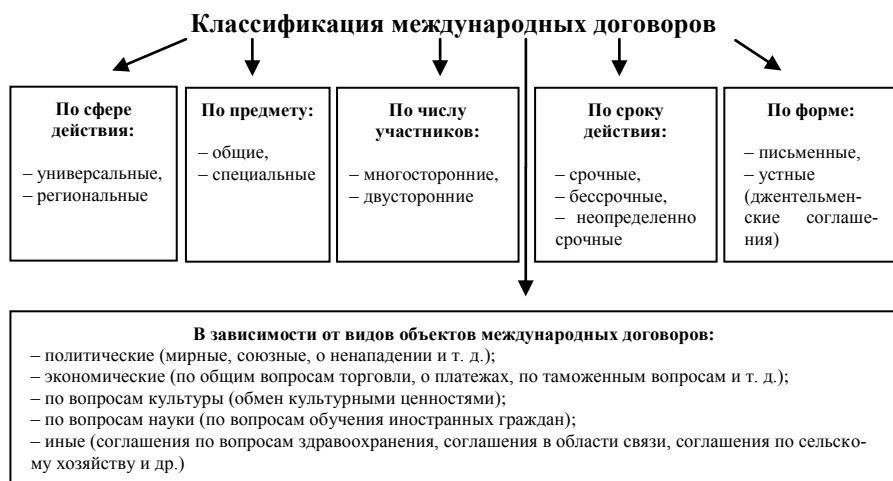 Классификация международных договоров
По сфере
действия:
– универсальные,
– региональные
По предмету:
– общие,
– специальные
По числу
участников:
– многосторонние,
– двусторонние
По сроку
действия:
– срочные,
– бессрочные,
– неопределенно
срочные
По форме:
– письменные,
– устные
(джентельмен-
ские соглаше-
ния)
В зависимости от видов объектов международных договоров:
– политические (мирные, союзные, о ненападении и т. д.);
– экономические (по общим вопросам торговли, о платежах, по таможенным вопросам и т. д.);
– по вопросам культуры (обмен культурными ценностями);
– по вопросам науки (по вопросам обучения иностранных граждан);
– иные (соглашения по вопросам здравоохранения, соглашения в области связи, соглашения по сельско-
му хозяйству и др.)